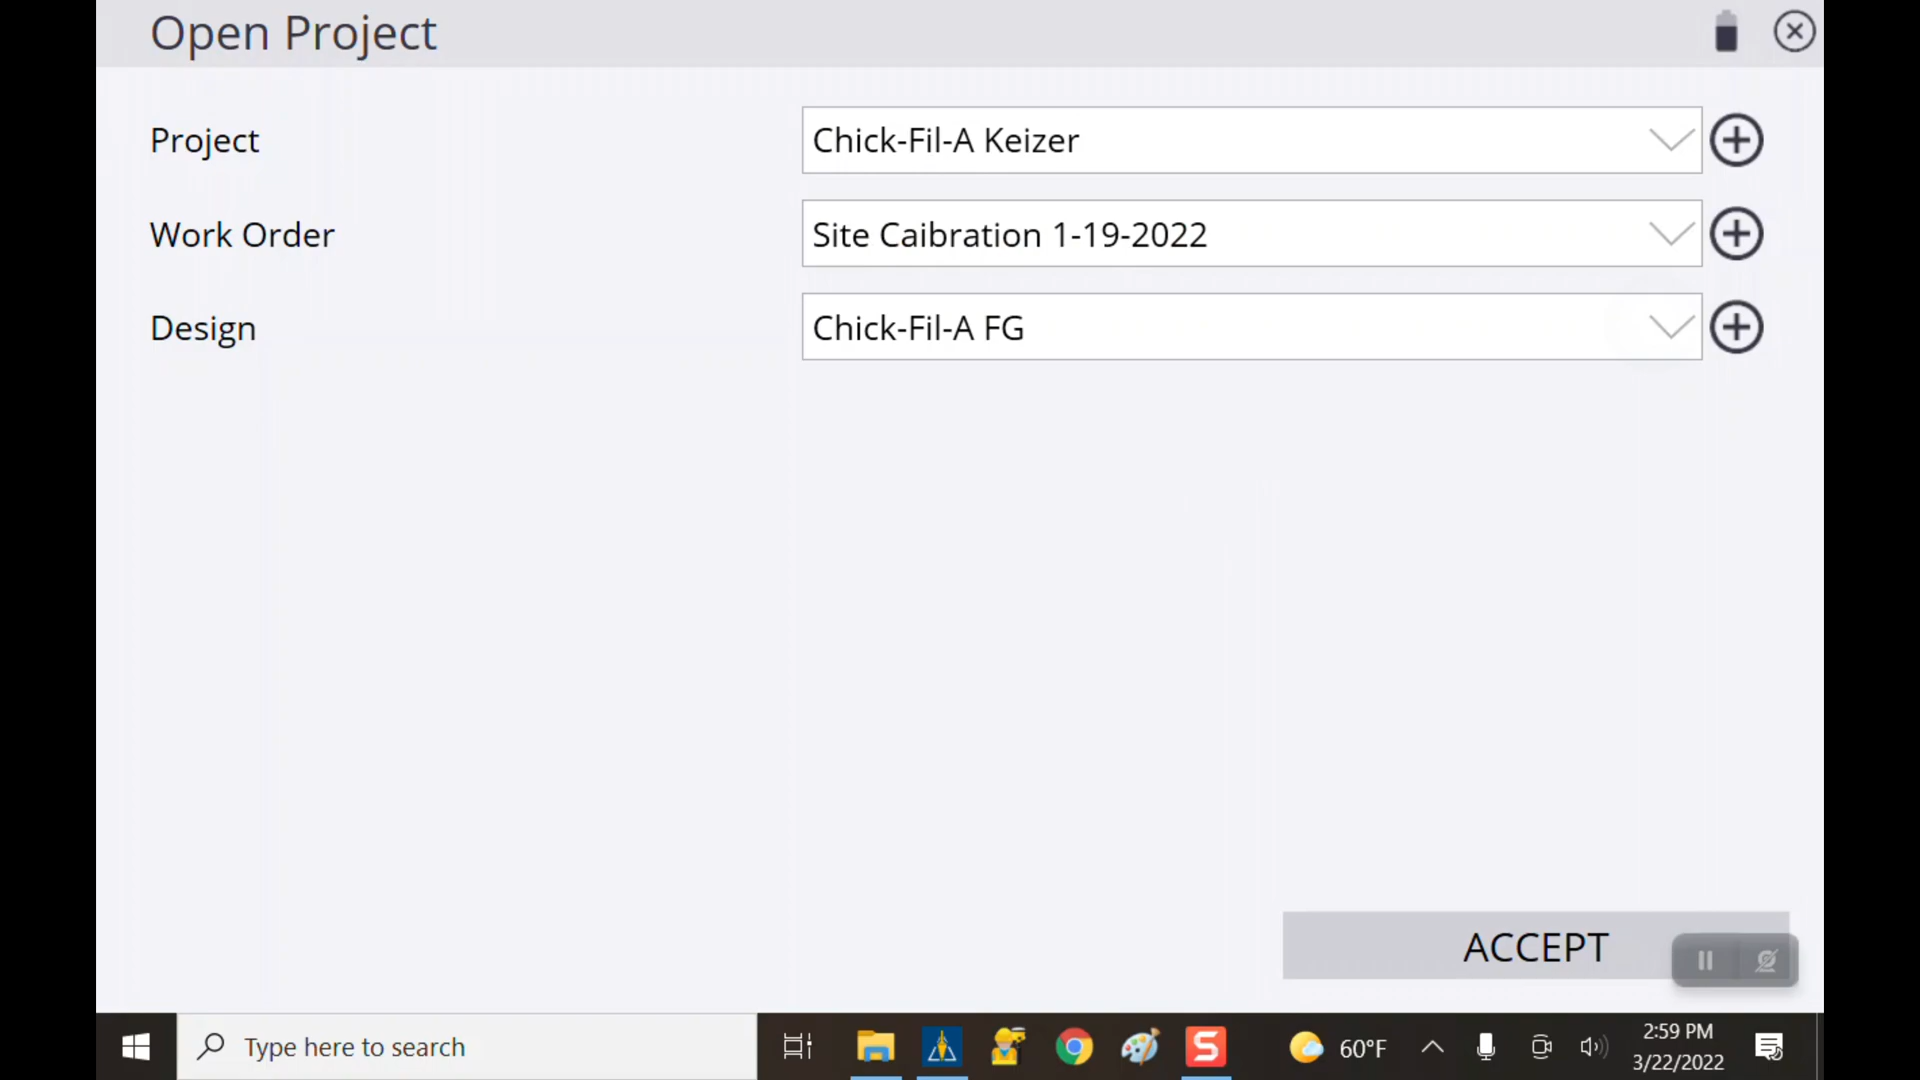 Open Project
Project
Chick-Fil-A Keizer
Work Order
Site Caibration 1-19-2022
Design
Chick-Fil-A FG
ACCEPT
Type here to search
60°F
2:59 PM
3/22/2022